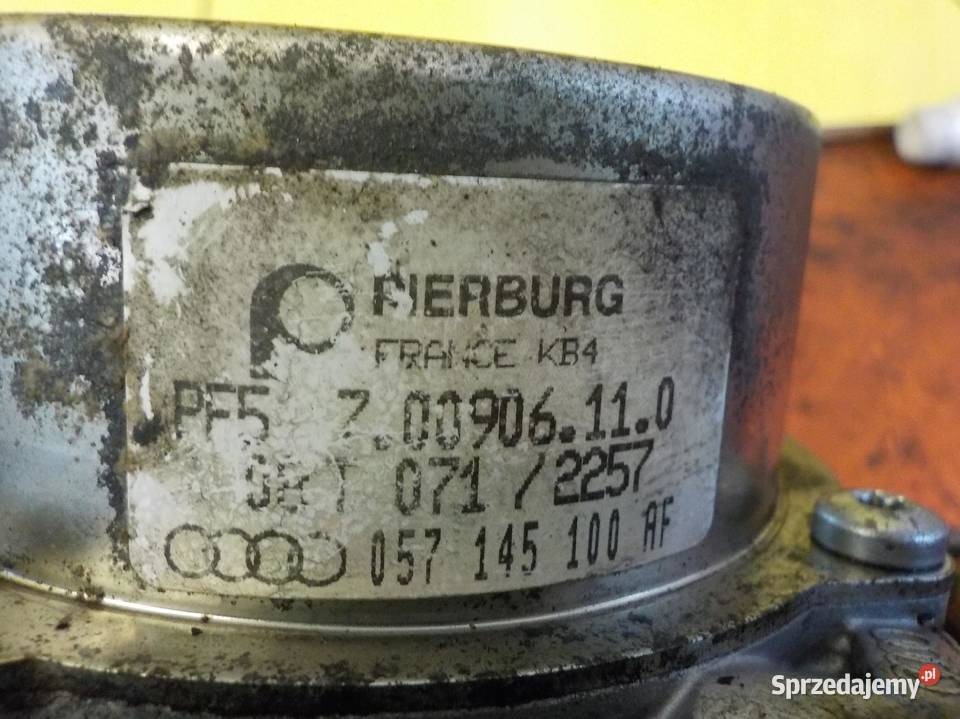 PIERBURG
FRANCE KB4
PF5 7.00906.11.0
071/2257
057 145 100 AF
Sprzedajemy.pl